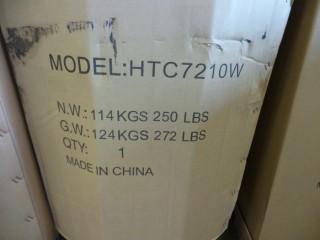 MODEL:HTC7210W
N.W.:114KGS 250 LBS
G.W.:124KGS 272 LBS
QTY: 1
MADE IN CHINA